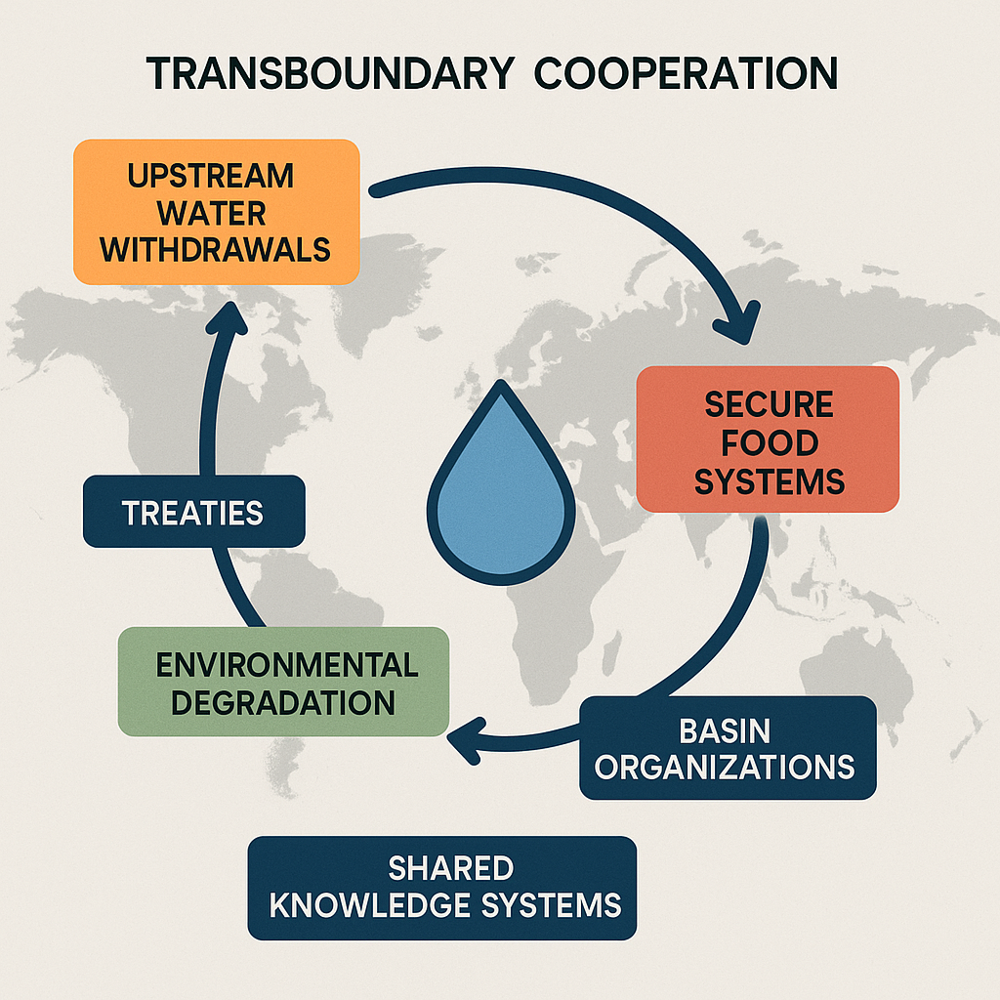 TRANSBOUNDARY COOPERATION
UPSTREAM
WATER
WITHDRAWALS
SECURE
FOOD
SYSTEMS
TREATIES
ENVIRONMENTAL
DEGRADATION
BASIN
ORGANIZATIONS
SHARED
KNOWLEDGE SYSTEMS